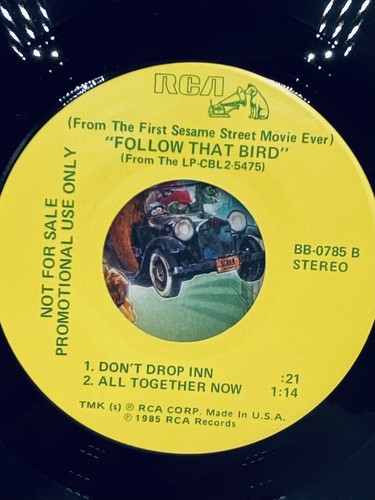 RCA
(From The First Sesame Street Movie Ever)
"FOLLOW THAT BIRD"
(From The LP-CBL2-5475)
NOT FOR SALE
PROMOTIONAL USE ONLY
BB-0785 B
STEREO
1. DON'T DROP INN :21
2. ALL TOGETHER NOW 1:14
TMK (s) ® RCA CORP. Made In U.S.A.
℗ 1985 RCA Records